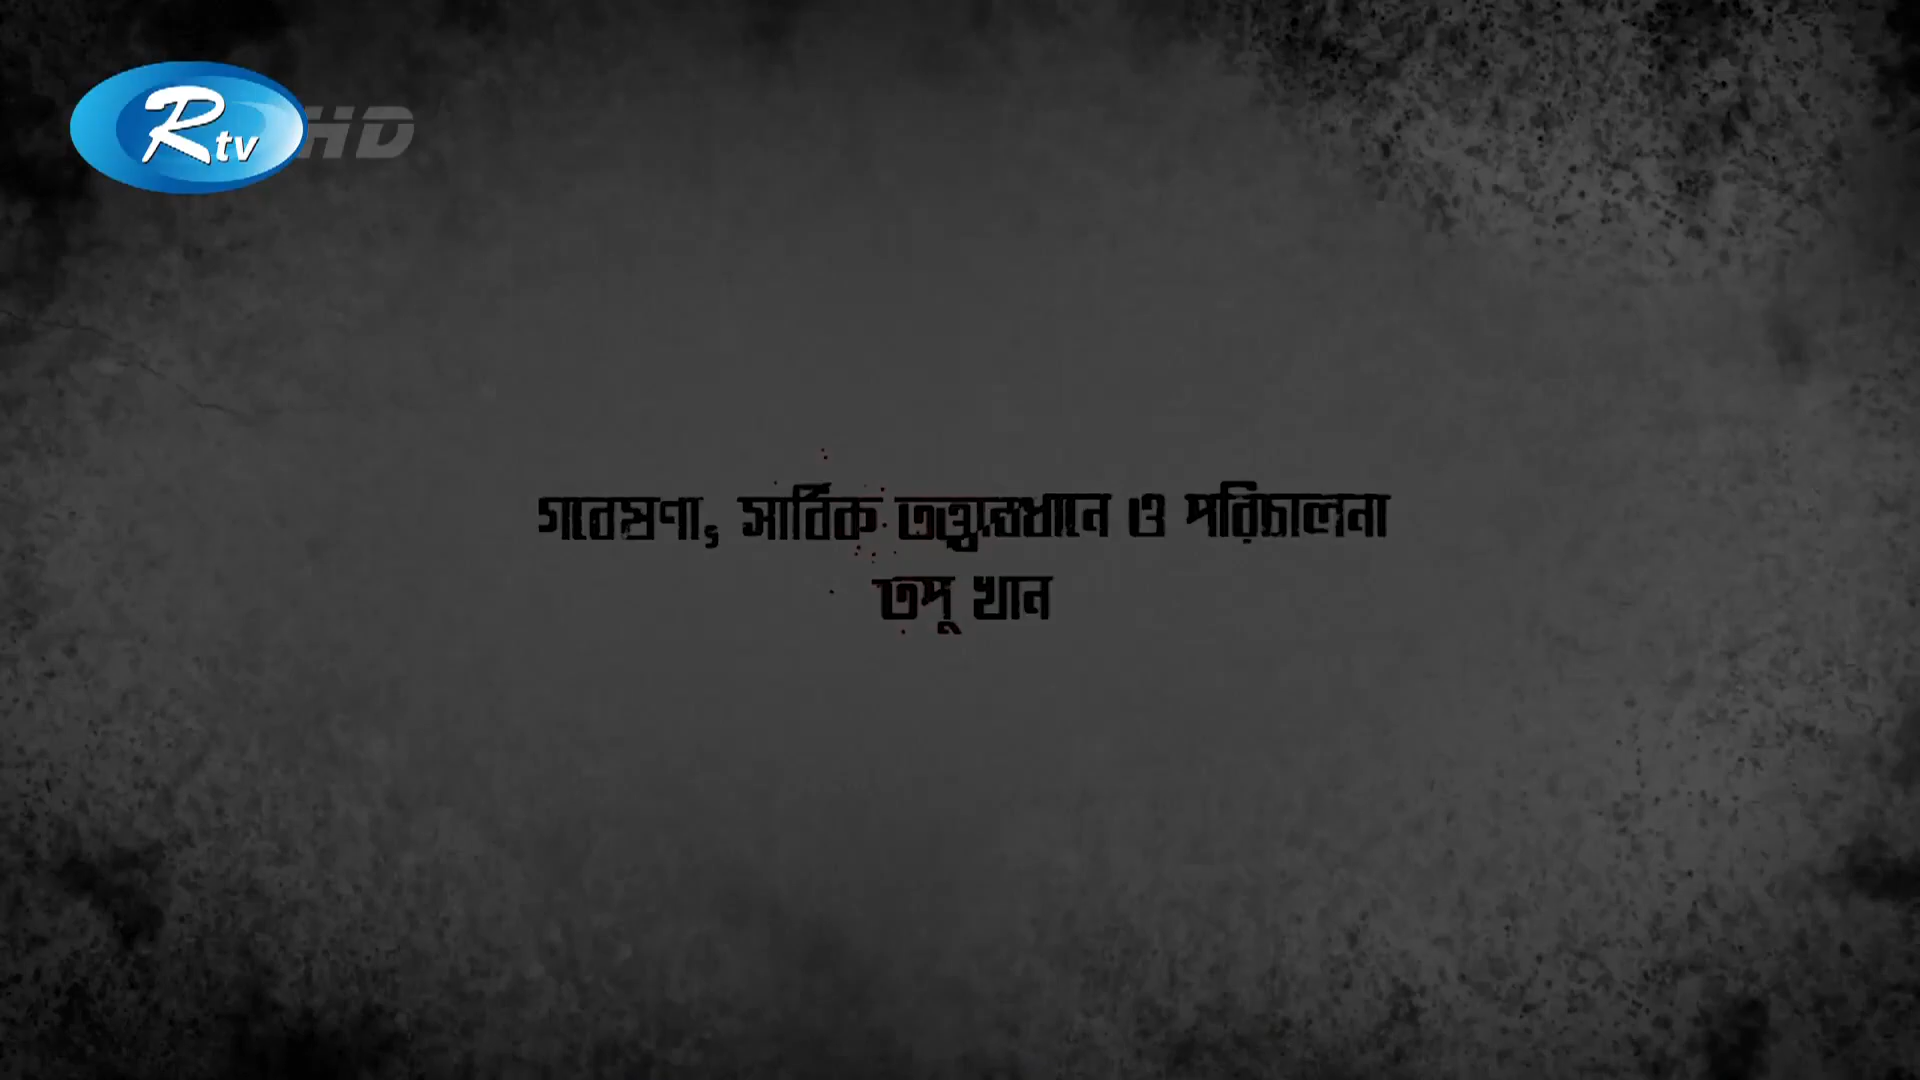 Rtv HD
গবেষণা, সার্বিক তত্ত্বাবধানে ও পরিচালনা
তপু খান